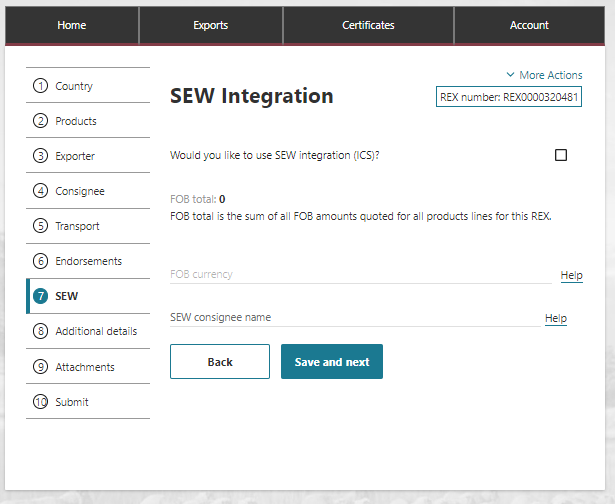 Home
Exports
Certificates
Account
1 Country
2 Products
3 Exporter
4 Consignee
5 Transport
6 Endorsements
7 SEW
8 Additional details
9 Attachments
10 Submit
More Actions
SEW Integration
REX number: REX0000320481
Would you like to use SEW integration (ICS)?
FOB total: 0
FOB total is the sum of all FOB amounts quoted for all products lines for this REX.
FOB currency
Help
SEW consignee name
Help
Back
Save and next